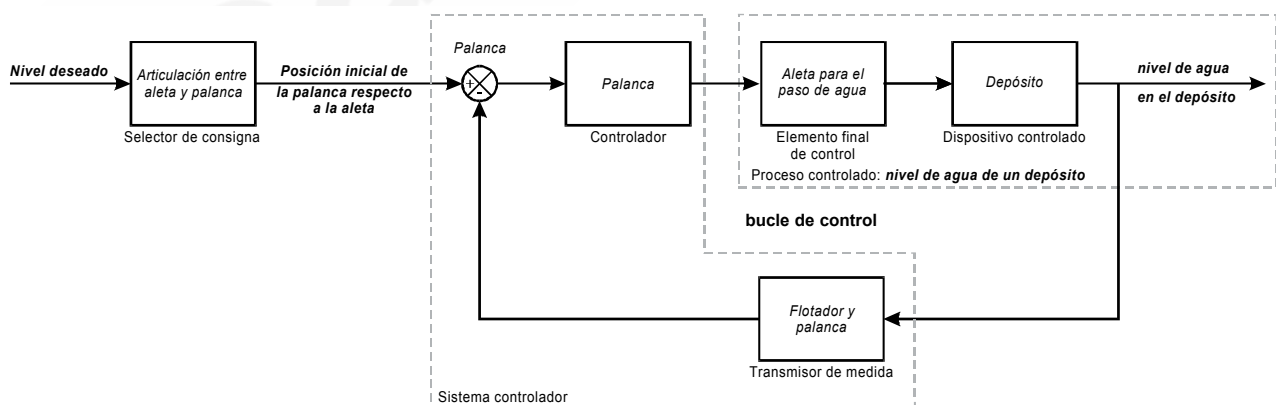 Nivel deseado
Articulación entre
aleta y palanca
Selector de consigna
Posición inicial de
la palanca respecto
a la aleta
Palanca
+
-
Palanca
Controlador
Aleta para el
paso de agua
Elemento final
de control
Depósito
Dispositivo controlado
nivel de agua
en el depósito
Proceso controlado: nivel de agua de un depósito
bucle de control
Flotador y
palanca
Transmisor de medida
Sistema controlador